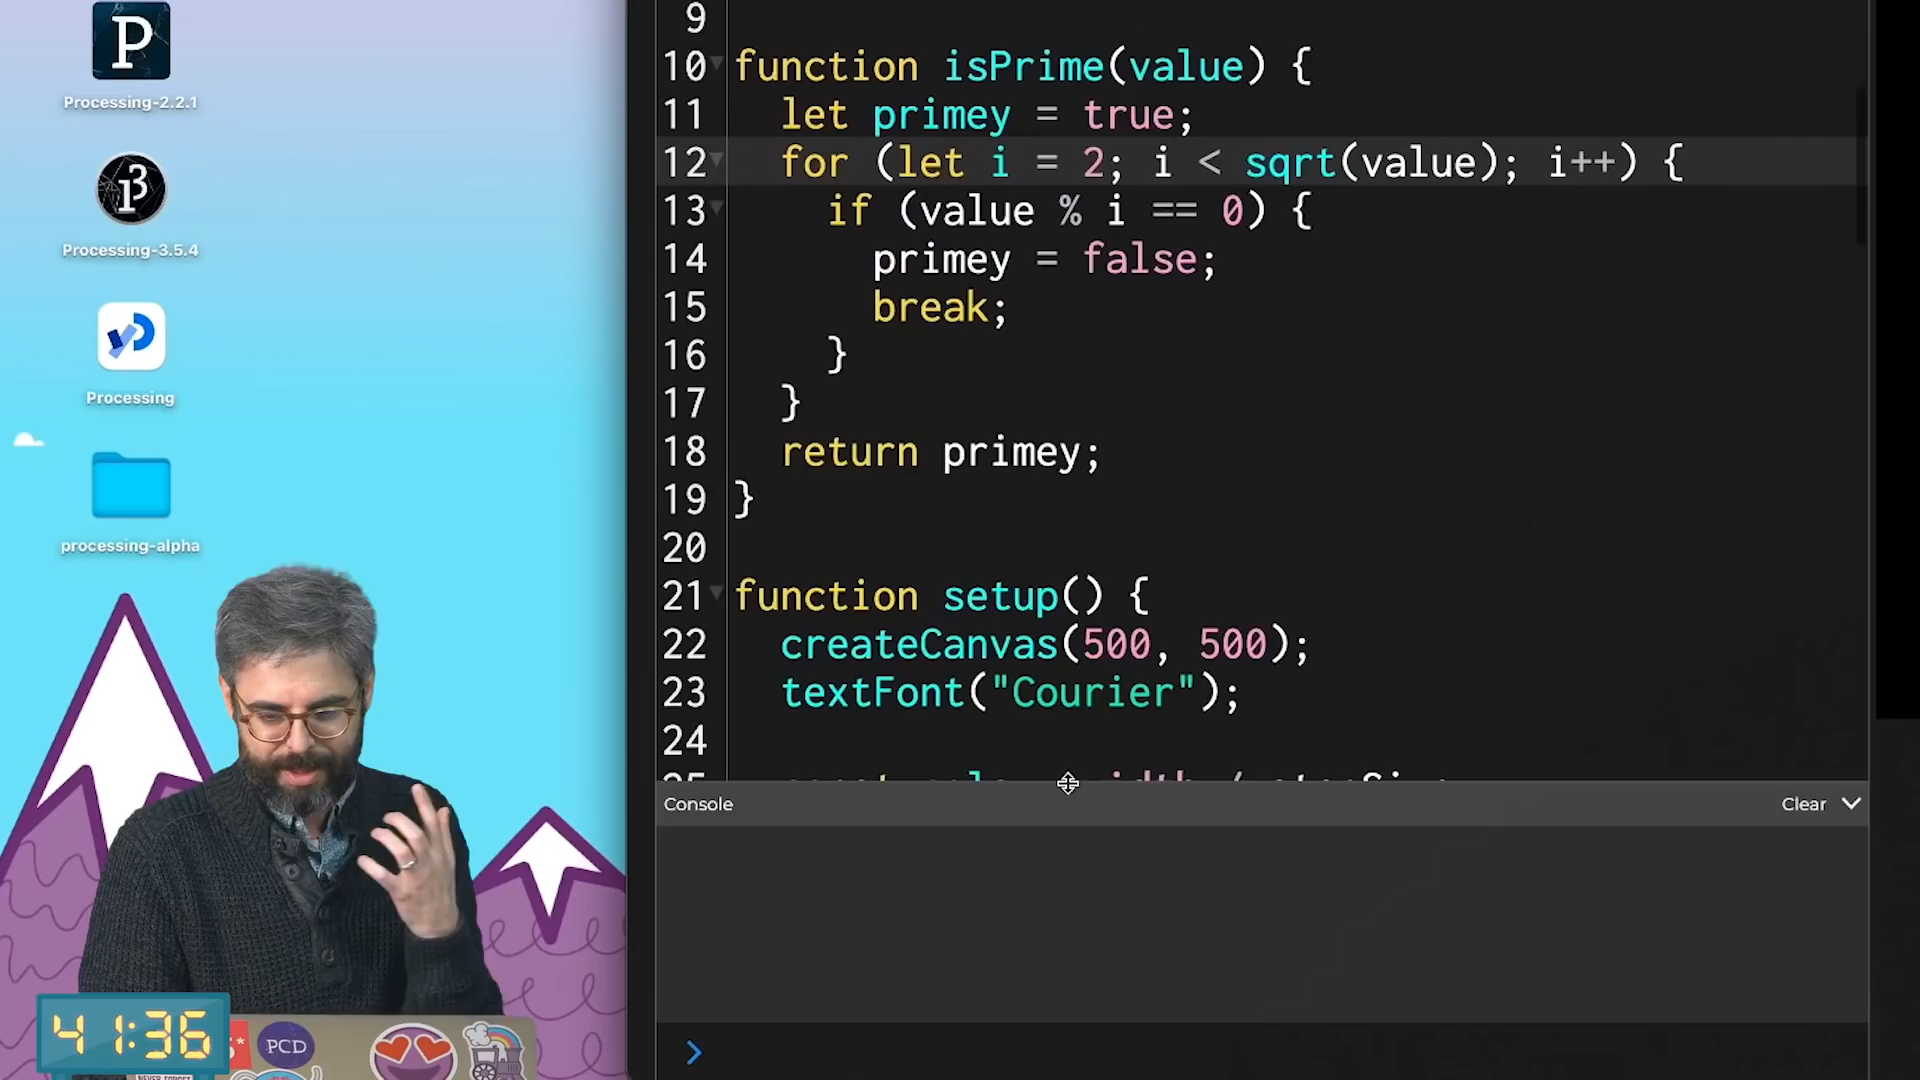 Processing-2.2.1
Processing-3.5.4
Processing
processing-alpha
9
10 function isPrime(value) {
11 let primey = true;
12 for (let i = 2; i < sqrt(value); i++) {
13 if (value % i == 0) {
14 primey = false;
15 break;
16 }
17 }
18 return primey;
19 }
20
21 function setup() {
22 createCanvas(500, 500);
23 textFont("Courier");
24
Console
Clear
>
41:36
PCD
NEVER FORGET